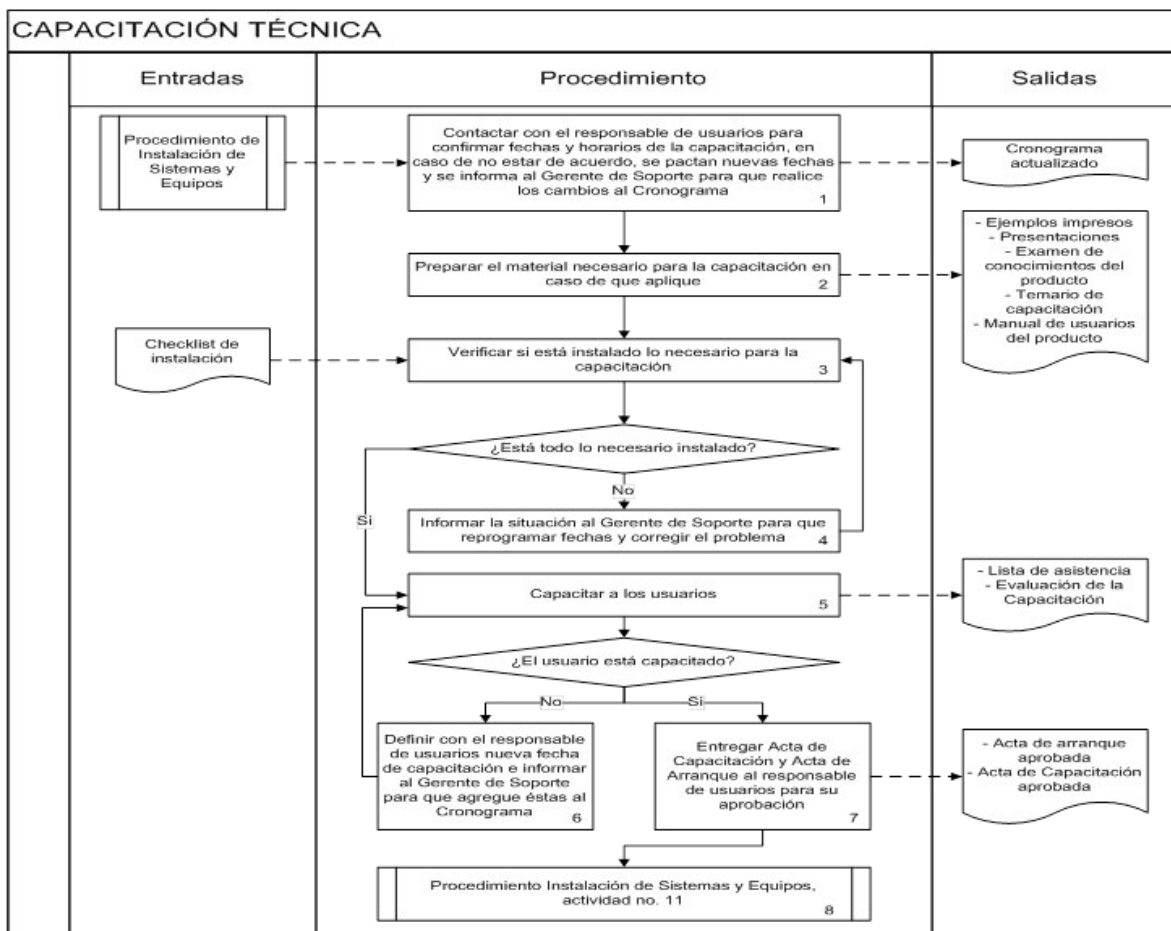 CAPACITACIÓN TÉCNICA
Entradas
Procedimiento
Salidas
Procedimiento de
Instalación de
Sistemas y
Equipos
Contactar con el responsable de usuarios para
confirmar fechas y horarios de la capacitación, en
caso de no estar de acuerdo, se pactan nuevas fechas
y se informa al Gerente de Soporte para que realice
los cambios al Cronograma
1
Cronograma
actualizado
Preparar el material necesario para la capacitación en
caso de que aplique
2
- Ejemplos impresos
- Presentaciones
- Examen de
conocimientos del
producto
- Temario de
capacitación
- Manual de usuarios
del producto
Checklist de
instalación
Verificar si está instalado lo necesario para la
capacitación
3
¿Está todo lo necesario instalado?
No
Si
Informar la situación al Gerente de Soporte para que
reprogramar fechas y corregir el problema
4
Capacitar a los usuarios
5
- Lista de asistencia
- Evaluación de la
Capacitación
¿El usuario está capacitado?
No
Si
Definir con el responsable
de usuarios nueva fecha
de capacitación e informar
al Gerente de Soporte
para que agregue éstas al
Cronograma
6
Entregar Acta de
Capacitación y Acta de
Arranque al responsable
de usuarios para su
aprobación
7
- Acta de arranque
aprobada
- Acta de Capacitación
aprobada
Procedimiento Instalación de Sistemas y Equipos,
actividad no. 11
8